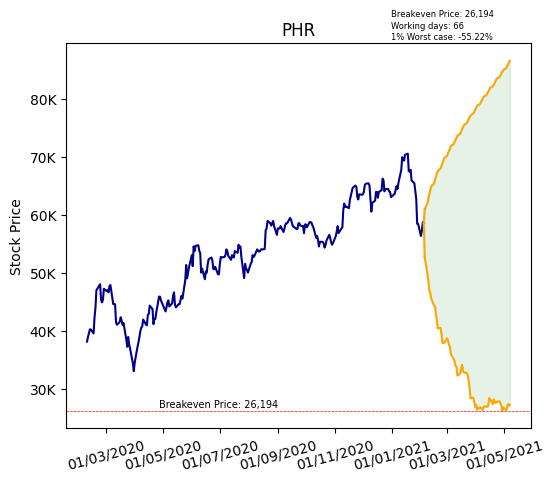 Breakeven Price: 26,194
Working days: 66
1% Worst case: -55.22%
PHR
Stock Price
80K
70K
60K
50K
40K
30K
Breakeven Price: 26,194
01/03/2020 01/05/2020 01/07/2020 01/09/2020 01/11/2020 01/01/2021 01/03/2021 01/05/2021